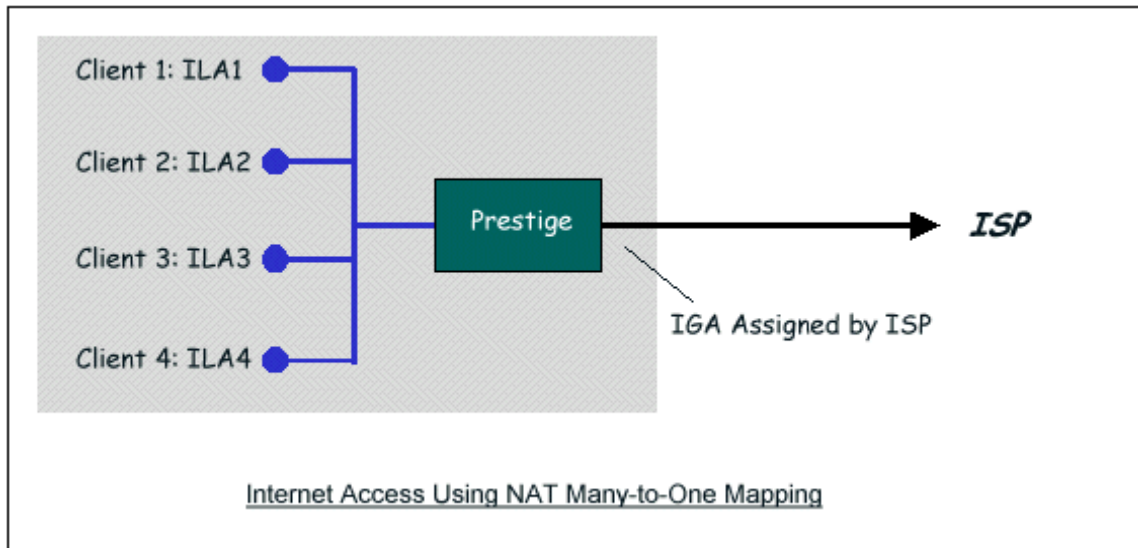 Client 1: ILA1
Client 2: ILA2
Client 3: ILA3
Client 4: ILA4
Prestige
ISP
IGA Assigned by ISP
Internet Access Using NAT Many-to-One Mapping